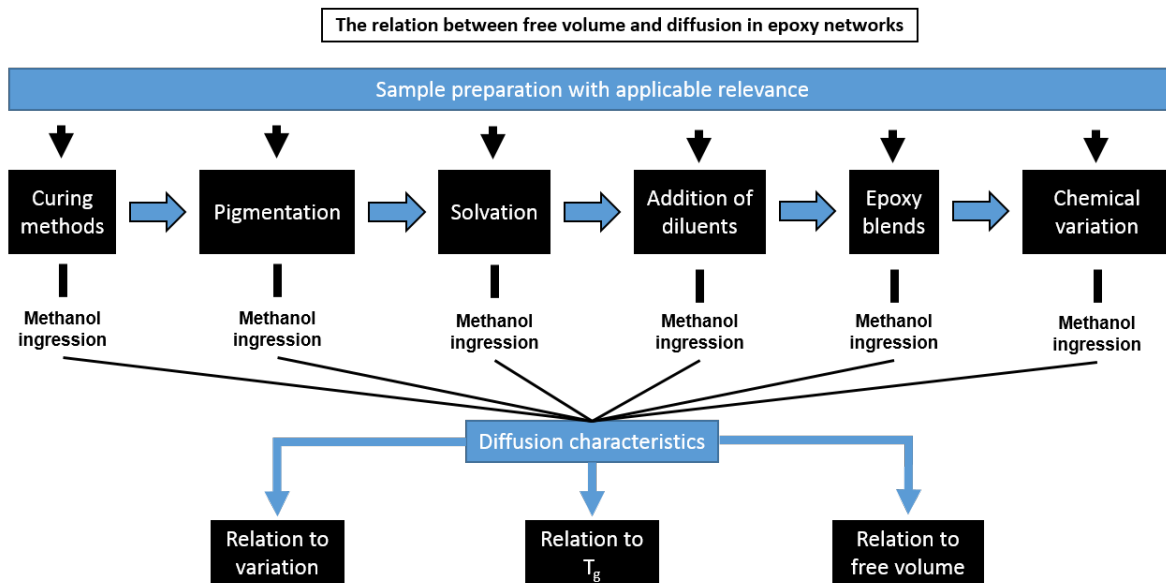 The relation between free volume and diffusion in epoxy networks
Sample preparation with applicable relevance
Curing
methods
Pigmentation
Solvation
Addition of
diluents
Epoxy
blends
Chemical
variation
Methanol
ingression
Methanol
ingression
Methanol
ingression
Methanol
ingression
Methanol
ingression
Methanol
ingression
Diffusion characteristics
Relation to
variation
Relation to
Tg
Relation to
free volume